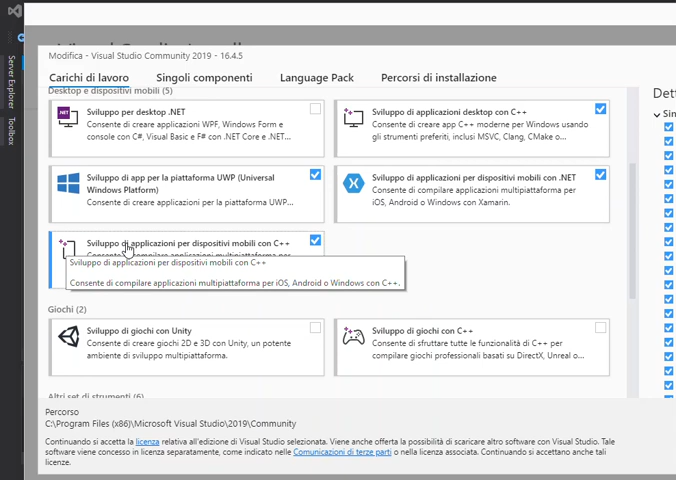 Modifica - Visual Studio Community 2019 - 16.4.5
Carichi di lavoro Singoli componenti Language Pack Percorsi di installazione
Server Explorer
Toolbox
Desktop e dispositivi mobili (5)
Sviluppo per desktop .NET
Consente di creare applicazioni WPF, Windows Form e
console con C#, Visual Basic e F# con .NET Core e .NET...
Sviluppo di applicazioni desktop con C++
Consente di creare app C++ moderne per Windows usando
gli strumenti preferiti, inclusi MSVC, Clang, CMake o...
Sviluppo di app per la piattaforma UWP (Universal
Windows Platform)
Consente di creare applicazioni per la piattaforma UWP...
Sviluppo di applicazioni per dispositivi mobili con .NET
Consente di compilare applicazioni multipiattaforma per
iOS, Android o Windows con Xamarin.
Sviluppo di applicazioni per dispositivi mobili con C++
Sviluppo di applicazioni per dispositivi mobili con C++
Consente di compilare applicazioni multipiattaforma per iOS, Android o Windows con C++.
Giochi (2)
Sviluppo di giochi con Unity
Consente di creare giochi 2D e 3D con Unity, un potente
ambiente di sviluppo multipiattaforma.
Sviluppo di giochi con C++
Consente di sfruttare tutte le funzionalità di C++ per
compilare giochi professionali basati su DirectX, Unreal o...
Altri set di strumenti (6)
Percorso
C:\Program Files (x86)\Microsoft Visual Studio\2019\Community
Continuando si accetta la licenza relativa all'edizione di Visual Studio selezionata. Viene anche offerta la possibilità di scaricare altro software con Visual Studio. Tale
software viene concesso in licenza separatamente, come indicato nelle Comunicazioni di terze parti o nella licenza associata. Continuando si accettano anche tali
licenze.